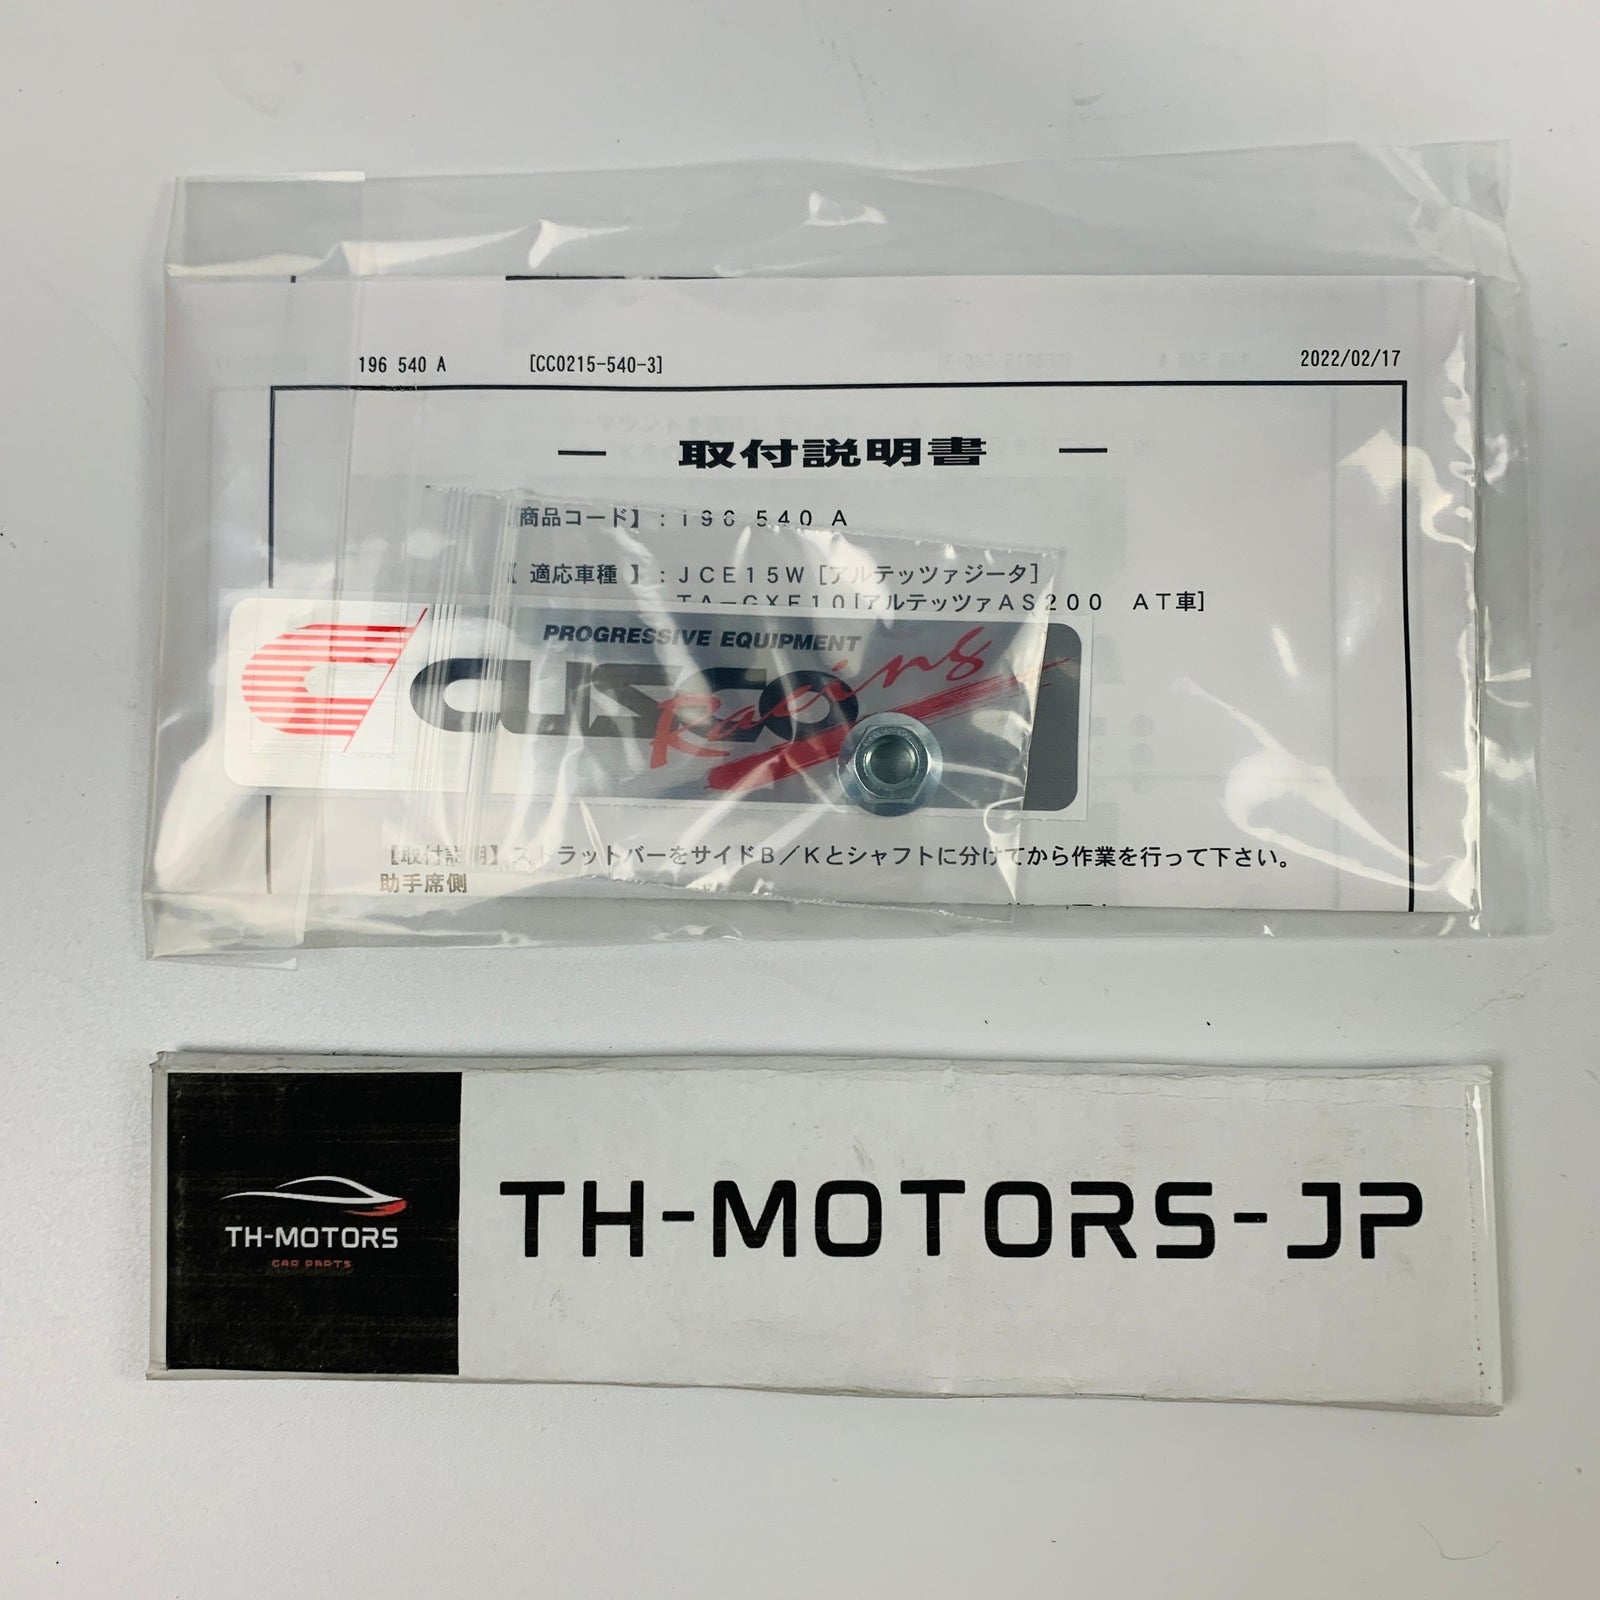 196 540 A [CC0215-540-3] 2022/02/17
― 取付説明書 ―
【商品コード】：196 540 A
【 適応車種 】：JCE15W [アルテッツァジータ]
TA－GXE10[アルテッツァAS200 AT車]
PROGRESSIVE EQUIPMENT
CUSCO
Racing
【取付説明】ストラットバーをサイドB／Kとシャフトに分けてから作業を行って下さい。
助手席側
TH-MOTORS
CAR PARTS
TH-MOTORS-JP